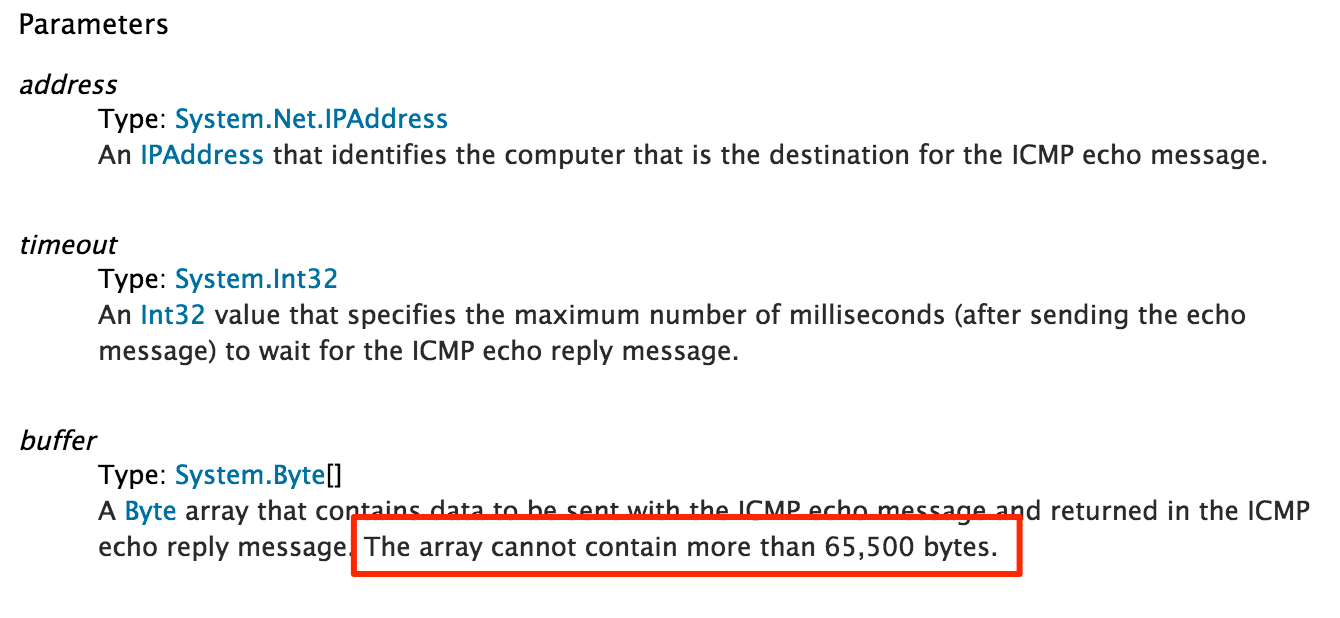 Parameters
address
Type: System.Net.IPAddress
An IPAddress that identifies the computer that is the destination for the ICMP echo message.
timeout
Type: System.Int32
An Int32 value that specifies the maximum number of milliseconds (after sending the echo
message) to wait for the ICMP echo reply message.
buffer
Type: System.Byte[]
A Byte array that contains data to be sent with the ICMP echo message and returned in the ICMP
echo reply message. The array cannot contain more than 65,500 bytes.